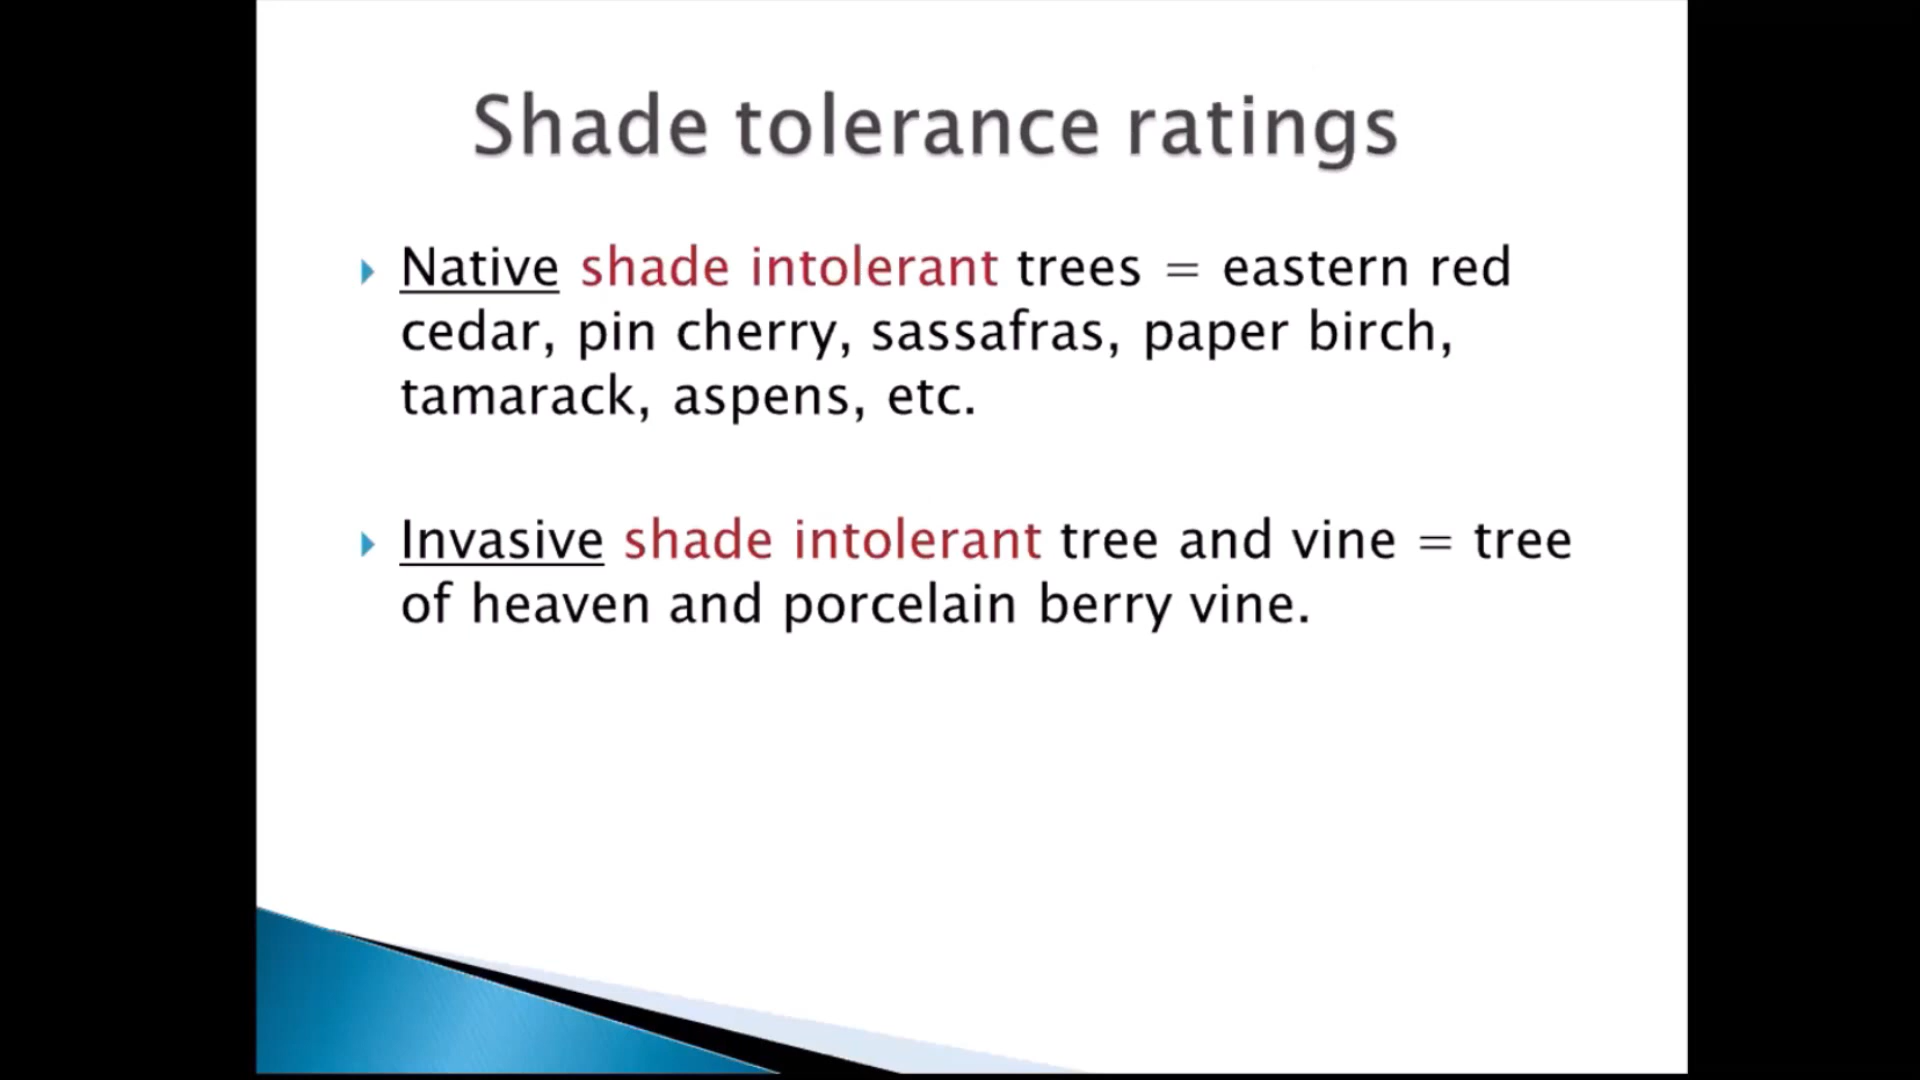 Shade tolerance ratings
Native shade intolerant trees = eastern red
cedar, pin cherry, sassafras, paper birch,
tamarack, aspens, etc.
Invasive shade intolerant tree and vine = tree
of heaven and porcelain berry vine.